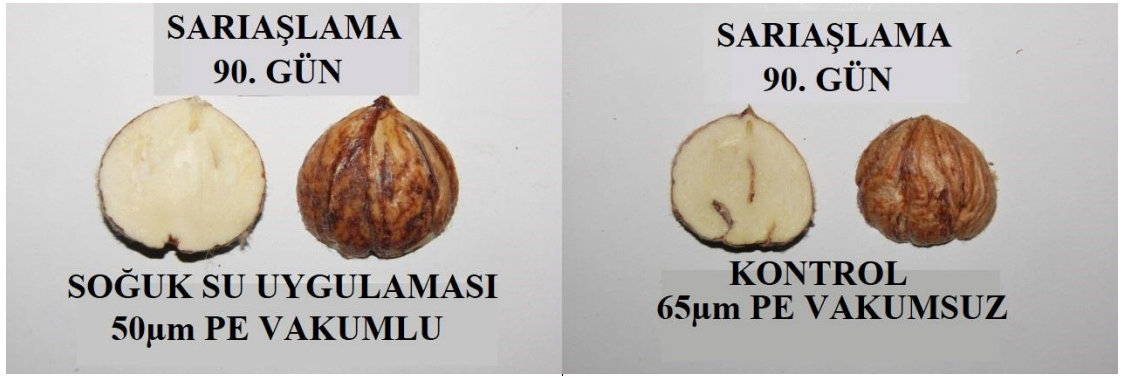 SARIAŞLAMA
90. GÜN
SOĞUK SU UYGULAMASI
50µm PE VAKUMLU
SARIAŞLAMA
90. GÜN
KONTROL
65µm PE VAKUMSUZ